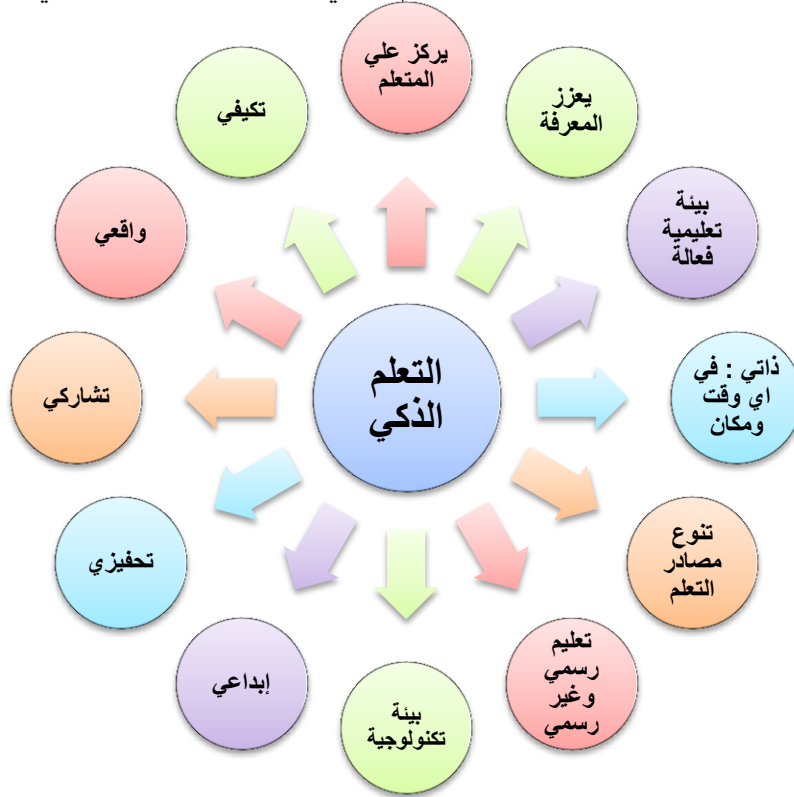 يركز علي
المتعلم
يعزز
المعرفة
بيئة
تعليمية
فعالة
ذاتي : في
اي وقت
ومكان
تنوع
مصادر
التعلم
تعليم
رسمي
وغير
رسمي
بيئة
تكنولوجية
إبداعي
تحفيزي
تشاركي
واقعي
تكيفي
التعلم
الذكي